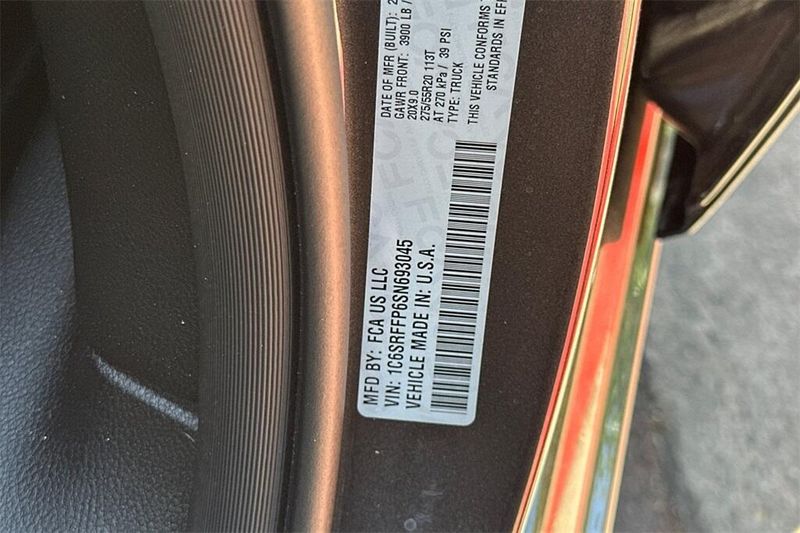 MFD BY: FCA US LLC
VIN: 1C6SRFFP6SN693045
VEHICLE MADE IN: U.S.A.
DATE OF MFR (BUILT):
GAWR FRONT: 3900 LB /
20X9.0
275/55R20 113T
AT 270 kPa / 39 PSI
TYPE: TRUCK
THIS VEHICLE CONFORMS
STANDARDS IN